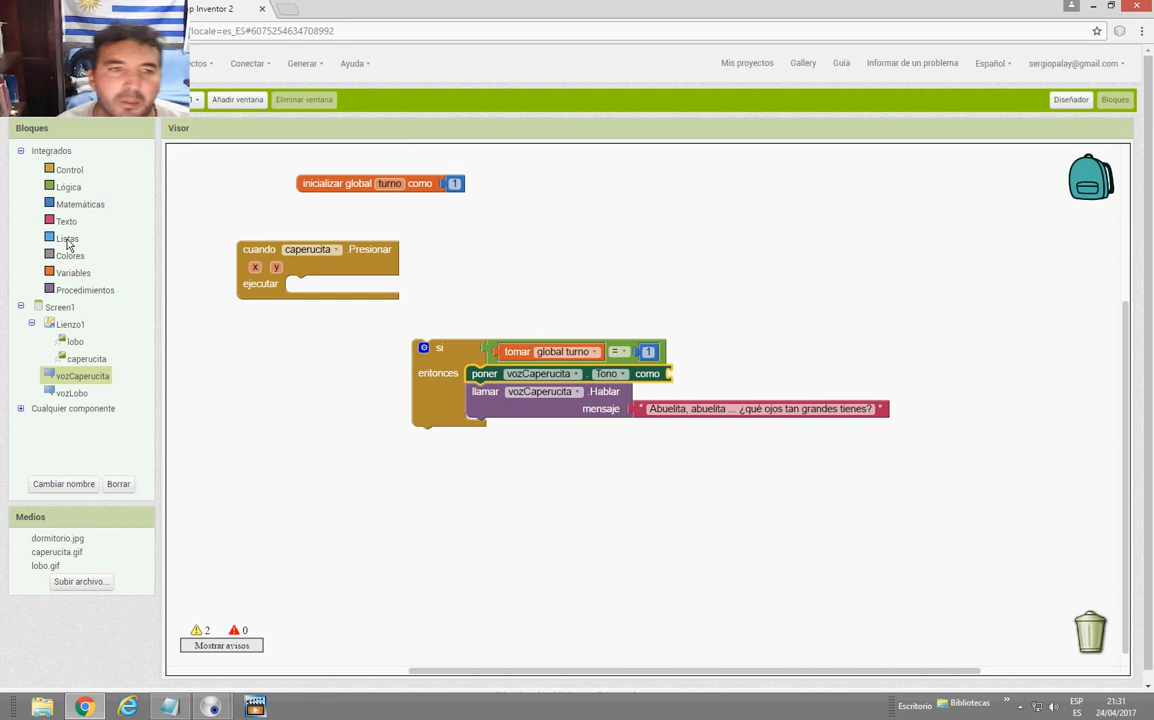 p Inventor 2
/locale=es_ES#6075254634708992
ctos Conectar Generar Ayuda Mis proyectos Gallery Guía Informar de un problema Español sergiopalay@gmail.com
1 Añadir ventana Eliminar ventana Diseñador Bloques
Bloques
Visor
Integrados
Control
Lógica
Matemáticas
Texto
Listas
Colores
Variables
Procedimientos
Screen1
Lienzo1
lobo
caperucita
vozCaperucita
vozLobo
Cualquier componente
Cambiar nombre Borrar
Medios
dormitorio.jpg
caperucita.gif
lobo.gif
Subir archivo...
inicializar global turno como 1
cuando caperucita .Presionar
x y
ejecutar
si tomar global turno = 1
entonces poner vozCaperucita . Tono como
llamar vozCaperucita .Hablar
mensaje " Abuelita, abuelita ... ¿qué ojos tan grandes tienes? "
2 0
Mostrar avisos
Escritorio Bibliotecas » ESP ES 21:31 24/04/2017